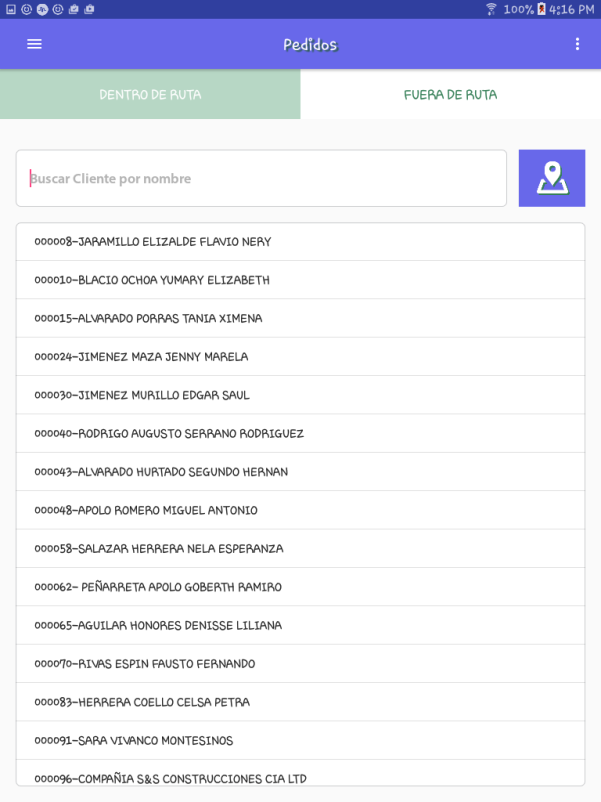 100% 4:16 PM
Pedidos
DENTRO DE RUTA
FUERA DE RUTA
Buscar Cliente por nombre
000008-JARAMILLO ELIZALDE FLAVIO NERY
000010-BLACIO OCHOA YUMARY ELIZABETH
000015-ALVARADO PORRAS TANIA XIMENA
000024-JIMENEZ MAZA JENNY MARELA
000030-JIMENEZ MURILLO EDGAR SAUL
000040-RODRIGO AUGUSTO SERRANO RODRIGUEZ
000043-ALVARADO HURTADO SEGUNDO HERNAN
000048-APOLO ROMERO MIGUEL ANTONIO
000058-SALAZAR HERRERA NELA ESPERANZA
000062- PEÑARRETA APOLO GOBERTH RAMIRO
000065-AGUILAR HONORES DENISSE LILIANA
000070-RIVAS ESPIN FAUSTO FERNANDO
000083-HERRERA COELLO CELSA PETRA
000091-SARA VIVANCO MONTESINOS
000096-COMPAÑIA S&S CONSTRUCCIONES CIA LTD